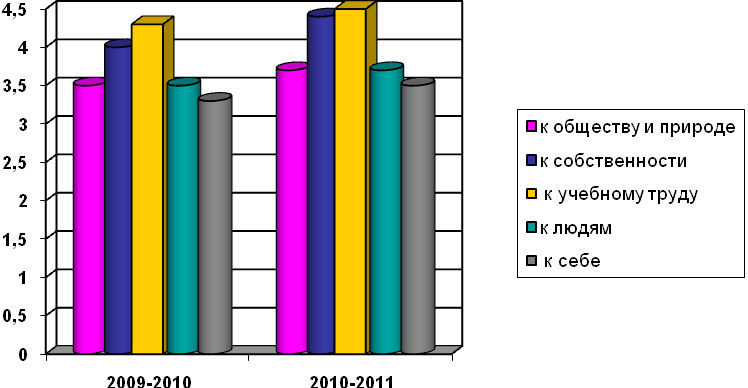 4,5
4
3,5
3
2,5
2
1,5
1
0,5
0
2009-2010
2010-2011
к обществу и природе
к собственности
к учебному труду
к людям
к себе